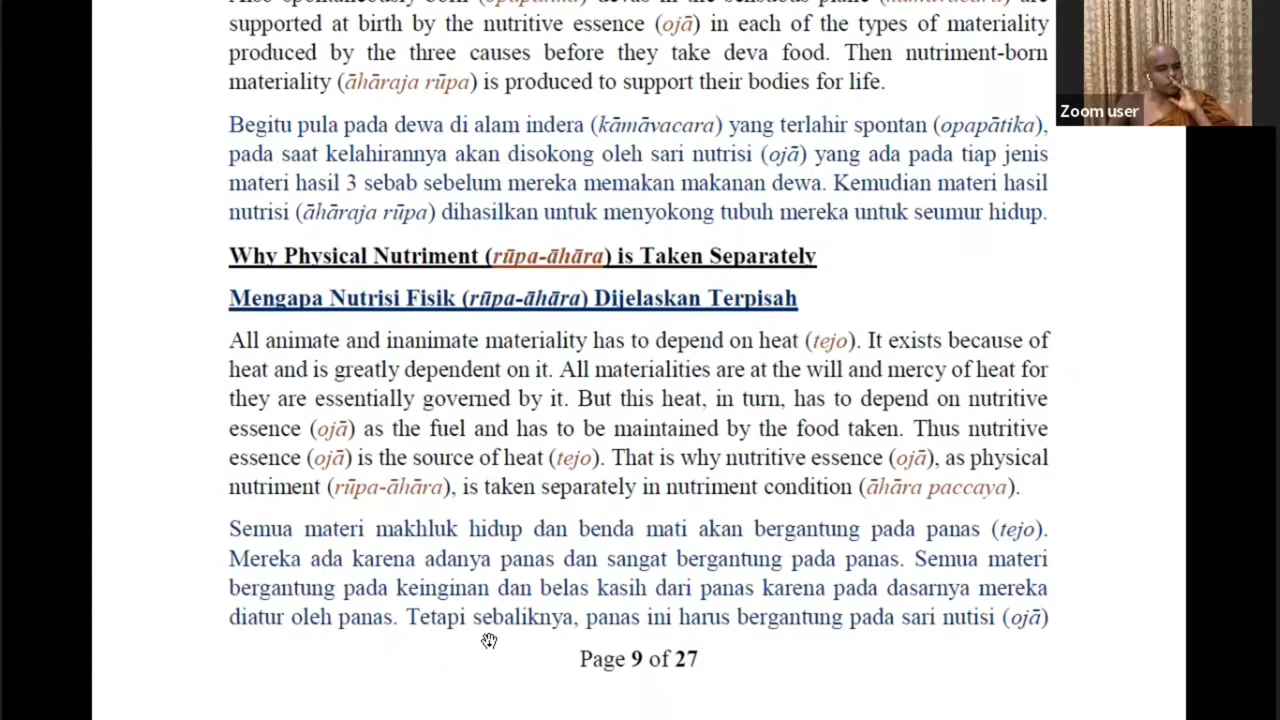 Also spontaneously born (opapātika) devas in the sensuous plane (kāmāvacara) are
supported at birth by the nutritive essence (ojā) in each of the types of materiality
produced by the three causes before they take deva food. Then nutriment-born
materiality (āhāraja rūpa) is produced to support their bodies for life.
Begitu pula pada dewa di alam indera (kāmāvacara) yang terlahir spontan (opapātika),
pada saat kelahirannya akan disokong oleh sari nutrisi (ojā) yang ada pada tiap jenis
materi hasil 3 sebab sebelum mereka memakan makanan dewa. Kemudian materi hasil
nutrisi (āhāraja rūpa) dihasilkan untuk menyokong tubuh mereka untuk seumur hidup.
Why Physical Nutriment (rūpa-āhāra) is Taken Separately
Mengapa Nutrisi Fisik (rūpa-āhāra) Dijelaskan Terpisah
All animate and inanimate materiality has to depend on heat (tejo). It exists because of
heat and is greatly dependent on it. All materialities are at the will and mercy of heat for
they are essentially governed by it. But this heat, in turn, has to depend on nutritive
essence (ojā) as the fuel and has to be maintained by the food taken. Thus nutritive
essence (ojā) is the source of heat (tejo). That is why nutritive essence (ojā), as physical
nutriment (rūpa-āhāra), is taken separately in nutriment condition (āhāra paccaya).
Semua materi makhluk hidup dan benda mati akan bergantung pada panas (tejo).
Mereka ada karena adanya panas dan sangat bergantung pada panas. Semua materi
bergantung pada keinginan dan belas kasih dari panas karena pada dasarnya mereka
diatur oleh panas. Tetapi sebaliknya, panas ini harus bergantung pada sari nutisi (ojā)
Page 9 of 27
Zoom user